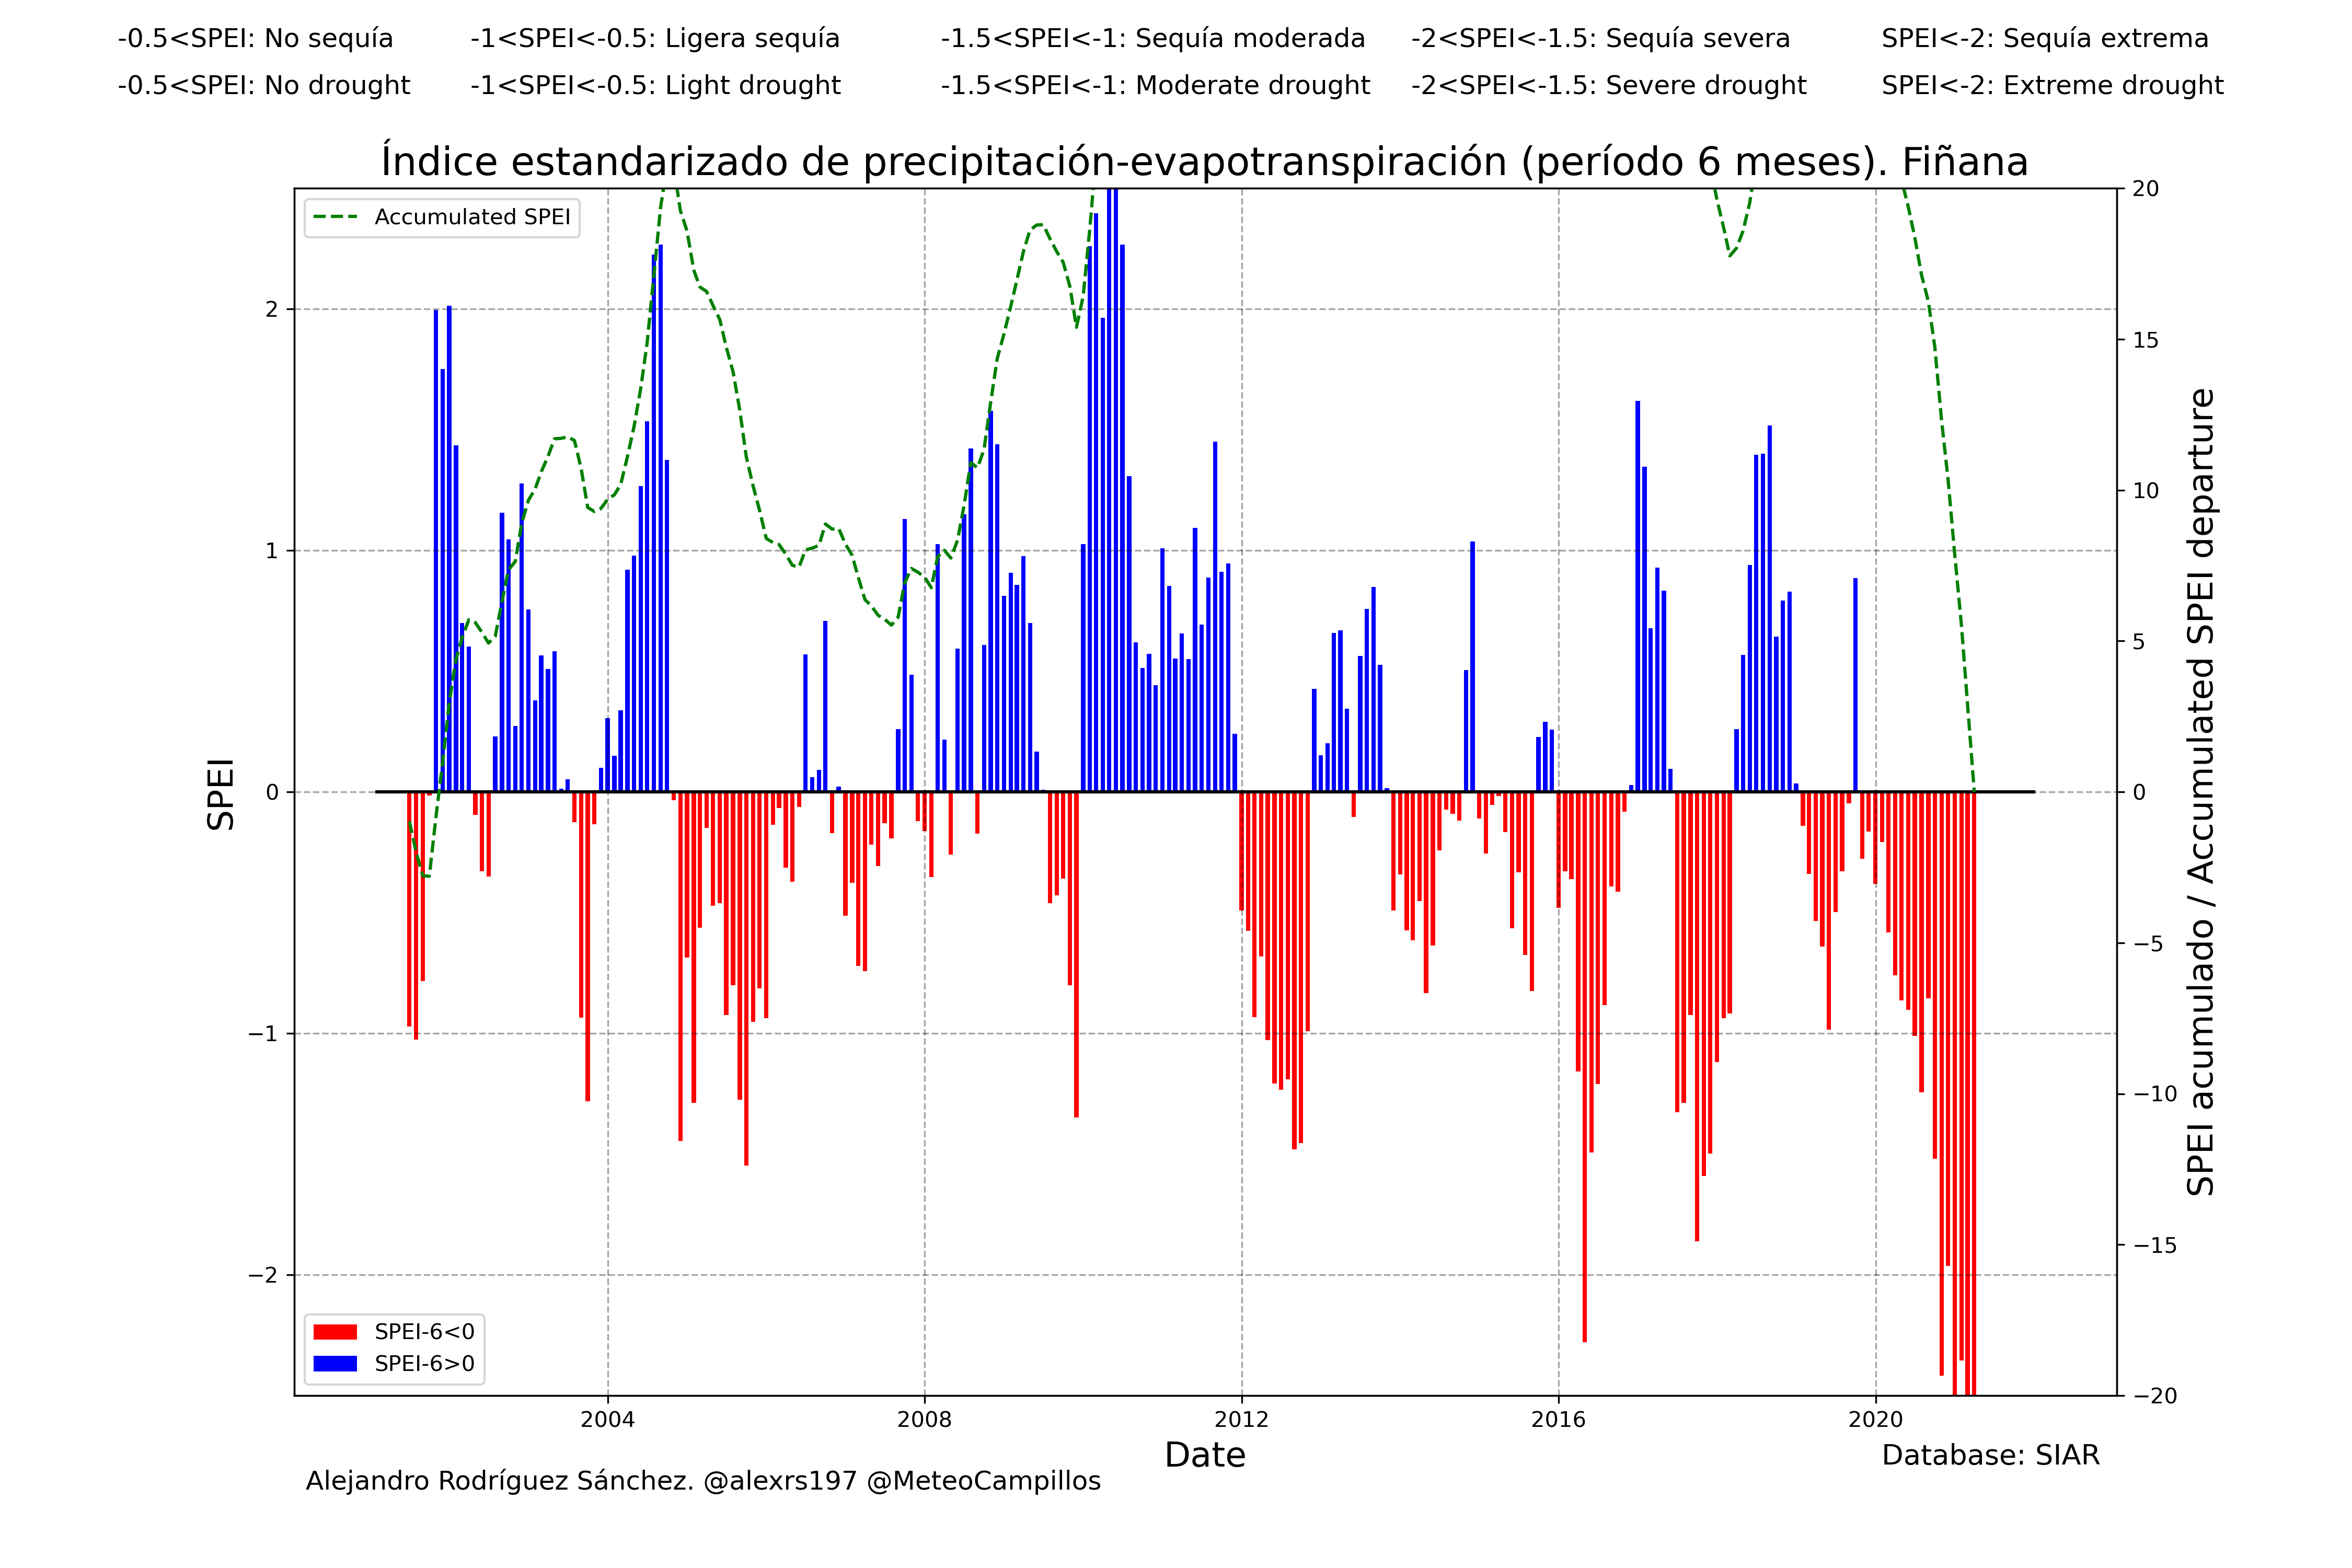 -0.5<SPEI: No sequía -1<SPEI<-0.5: Ligera sequía -1.5<SPEI<-1: Sequía moderada -2<SPEI<-1.5: Sequía severa SPEI<-2: Sequía extrema
-0.5<SPEI: No drought -1<SPEI<-0.5: Light drought -1.5<SPEI<-1: Moderate drought -2<SPEI<-1.5: Severe drought SPEI<-2: Extreme drought
Índice estandarizado de precipitación-evapotranspiración (período 6 meses). Fiñana
Accumulated SPEI
SPEI
2
1
0
−1
−2
20
15
10
5
0
−5
−10
−15
−20
SPEI acumulado / Accumulated SPEI departure
SPEI-6<0
SPEI-6>0
2004 2008 2012 2016 2020
Date
Database: SIAR
Alejandro Rodríguez Sánchez. @alexrs197 @MeteoCampillos